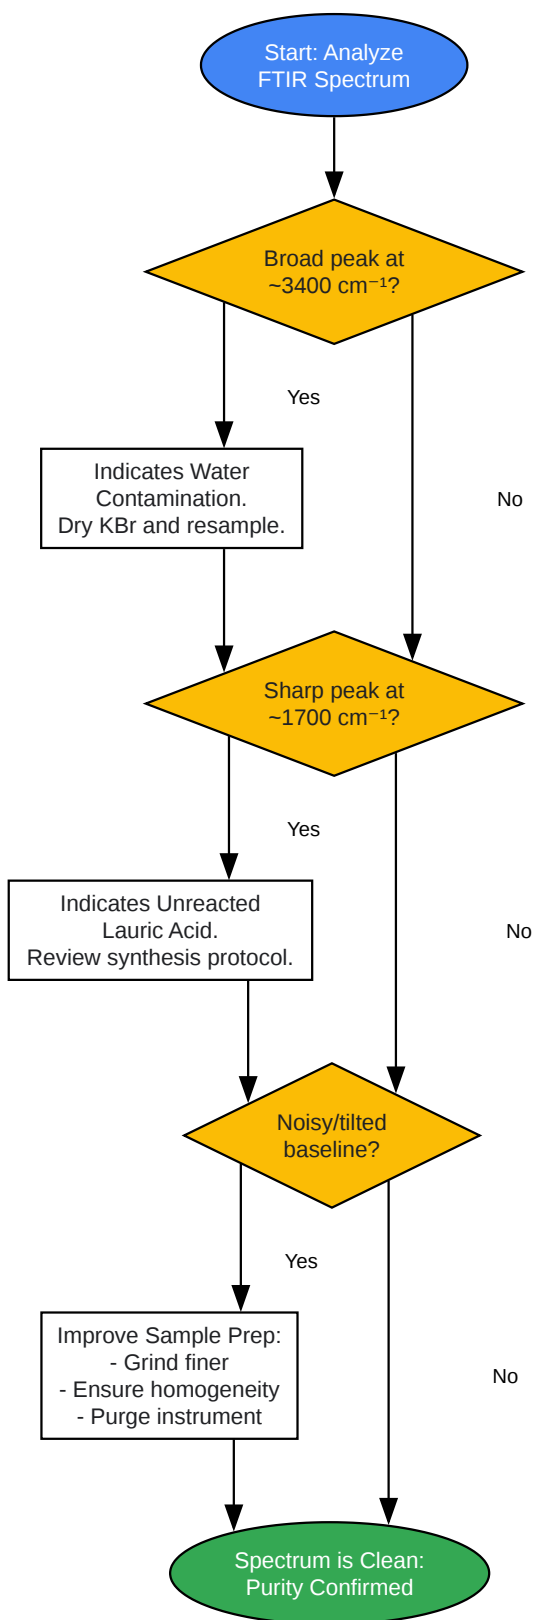 Start: Analyze
FTIR Spectrum
Broad peak at
~3400 cm⁻¹?
Yes
Indicates Water
Contamination.
Dry KBr and resample.
No
Sharp peak at
~1700 cm⁻¹?
Yes
Indicates Unreacted
Lauric Acid.
Review synthesis protocol.
No
Noisy/tilted
baseline?
Yes
Improve Sample Prep:
- Grind finer
- Ensure homogeneity
- Purge instrument
No
Spectrum is Clean:
Purity Confirmed